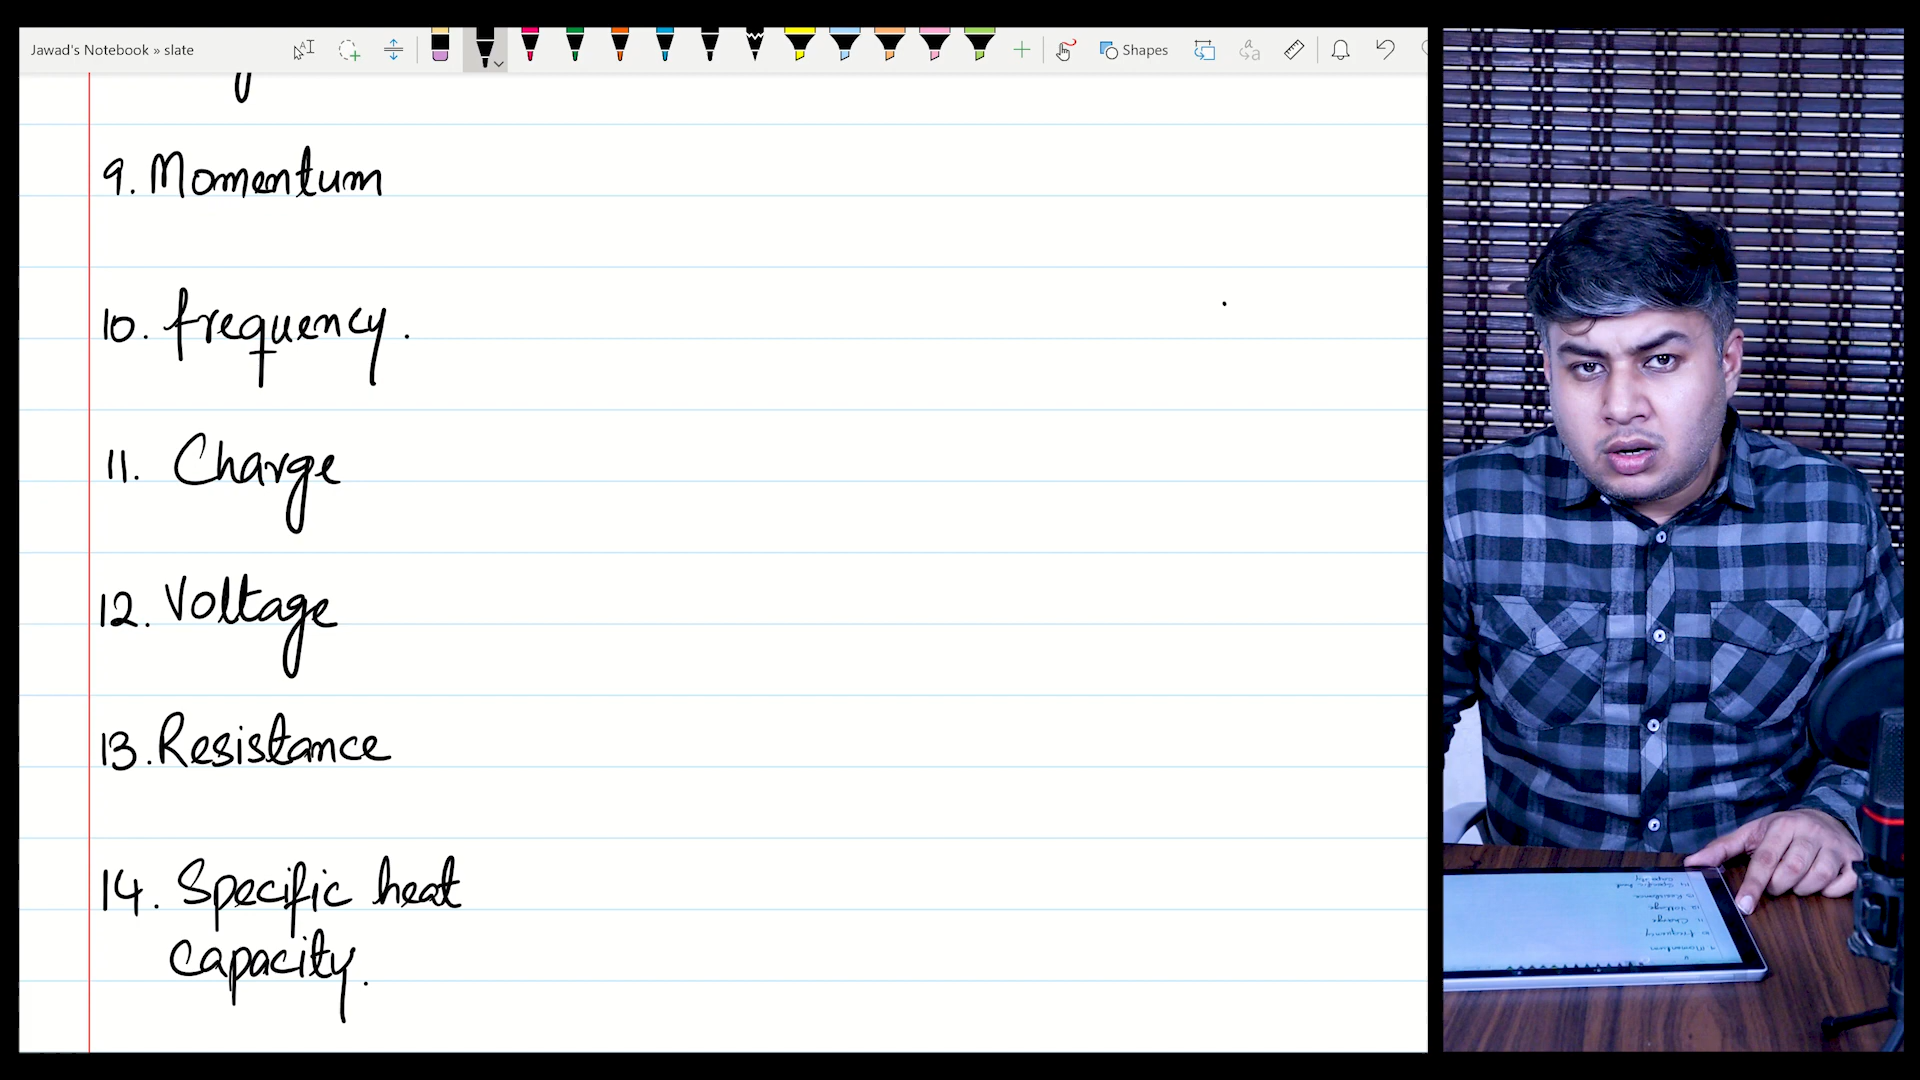 Jawad's Notebook » slate
Shapes
9. Momentum
10. frequency.
11. Charge
12. Voltage
13. Resistance
14. Specific heat
capacity.